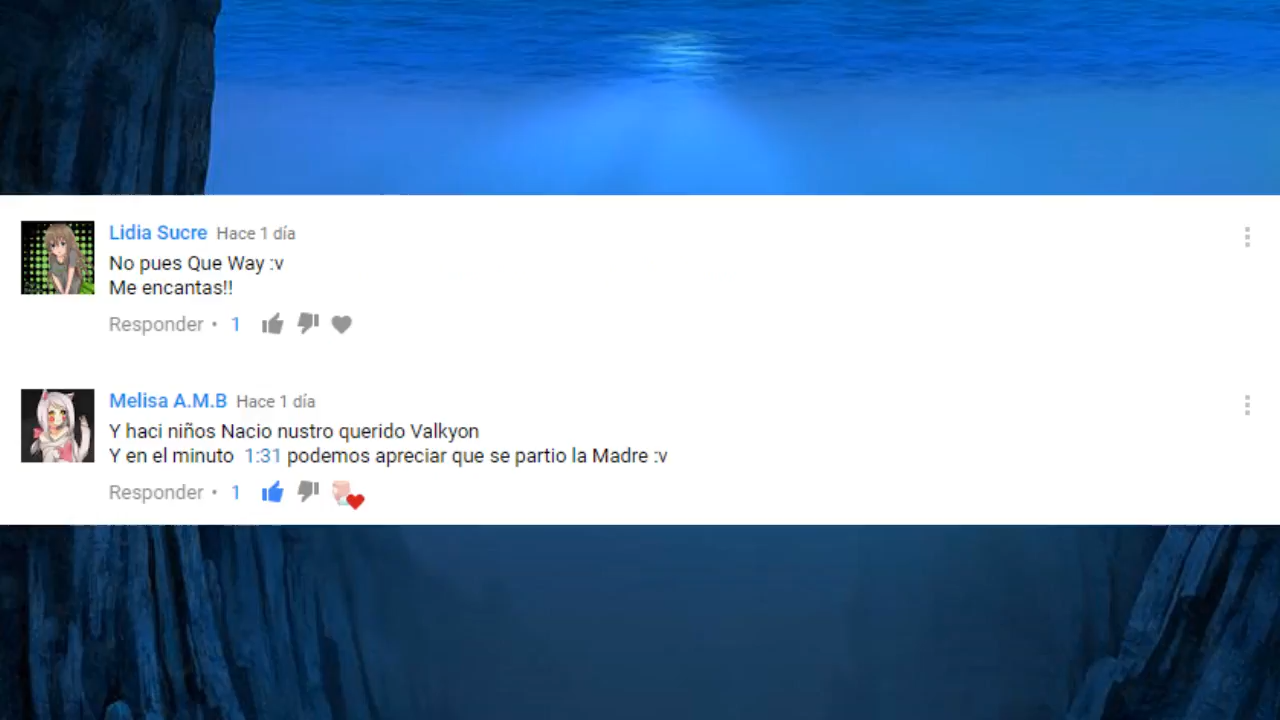 Lidia Sucre Hace 1 día
No pues Que Way :v
Me encantas!!
Responder • 1
Melisa A.M.B Hace 1 día
Y haci niños Nacio nustro querido Valkyon
Y en el minuto 1:31 podemos apreciar que se partio la Madre :v
Responder • 1